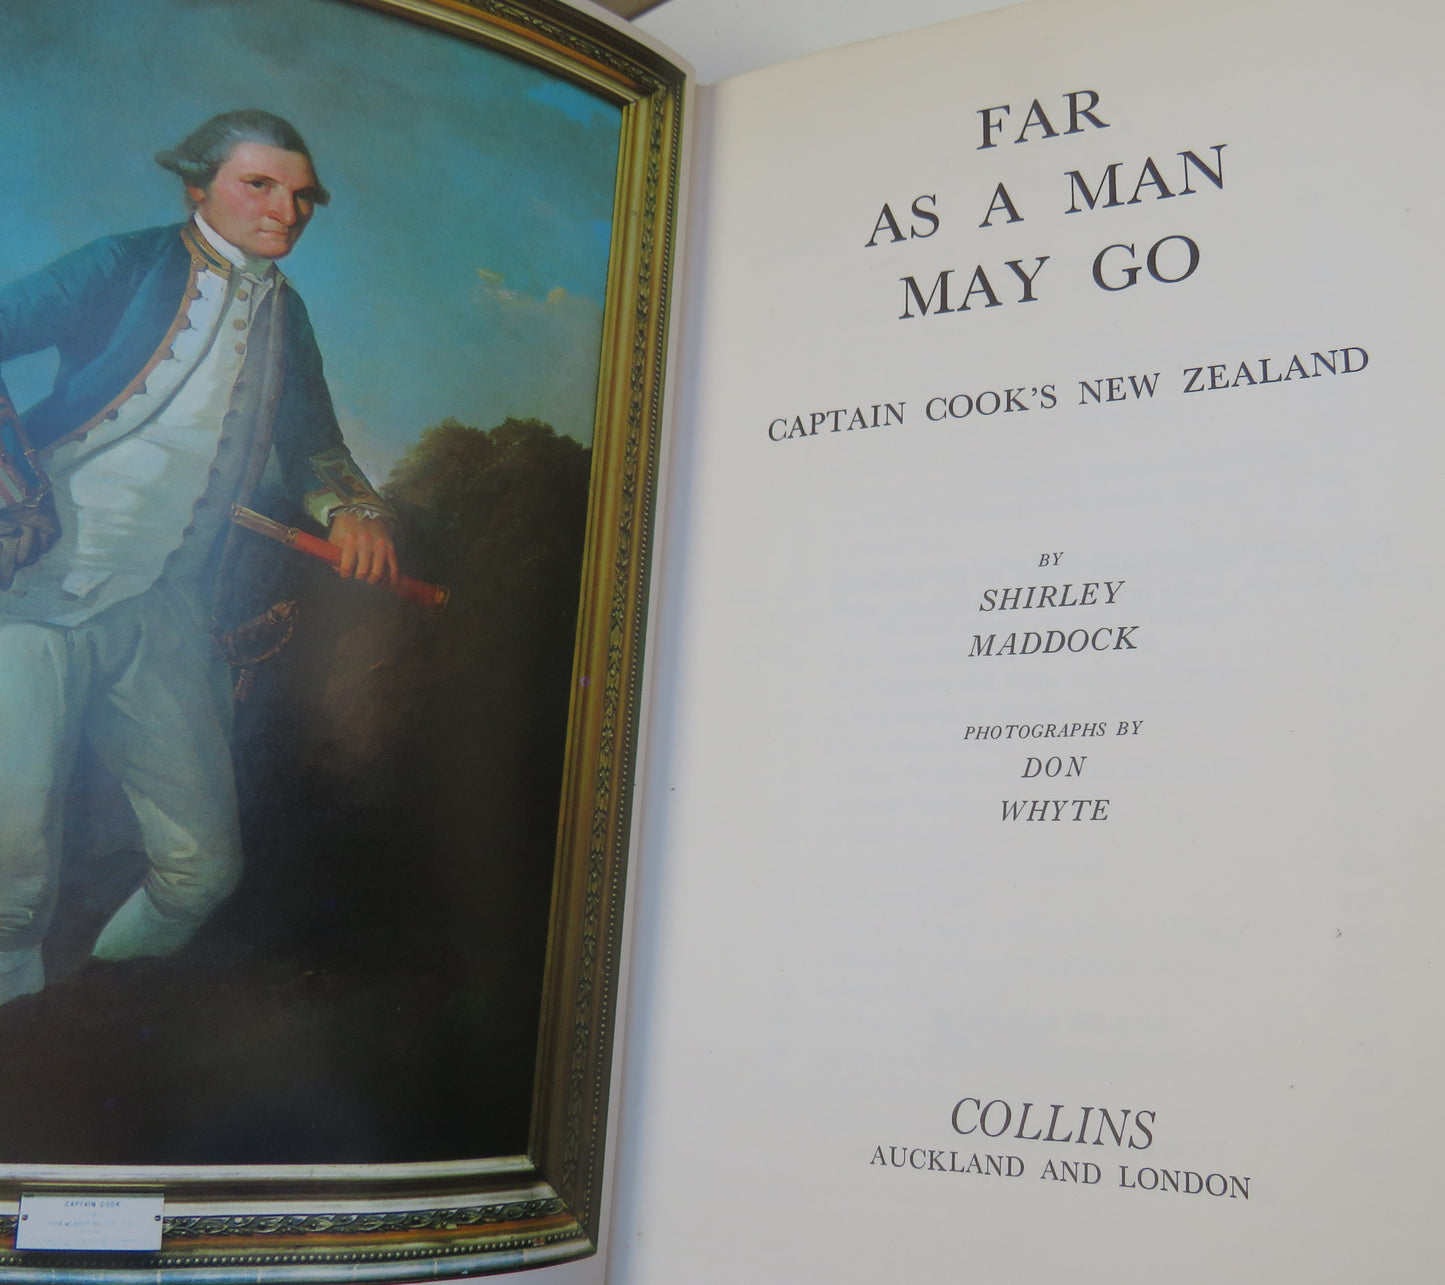 CAPTAIN COOK
FAR
AS A MAN
MAY GO
CAPTAIN COOK'S NEW ZEALAND
BY
SHIRLEY
MADDOCK
PHOTOGRAPHS BY
DON
WHYTE
COLLINS
AUCKLAND AND LONDON